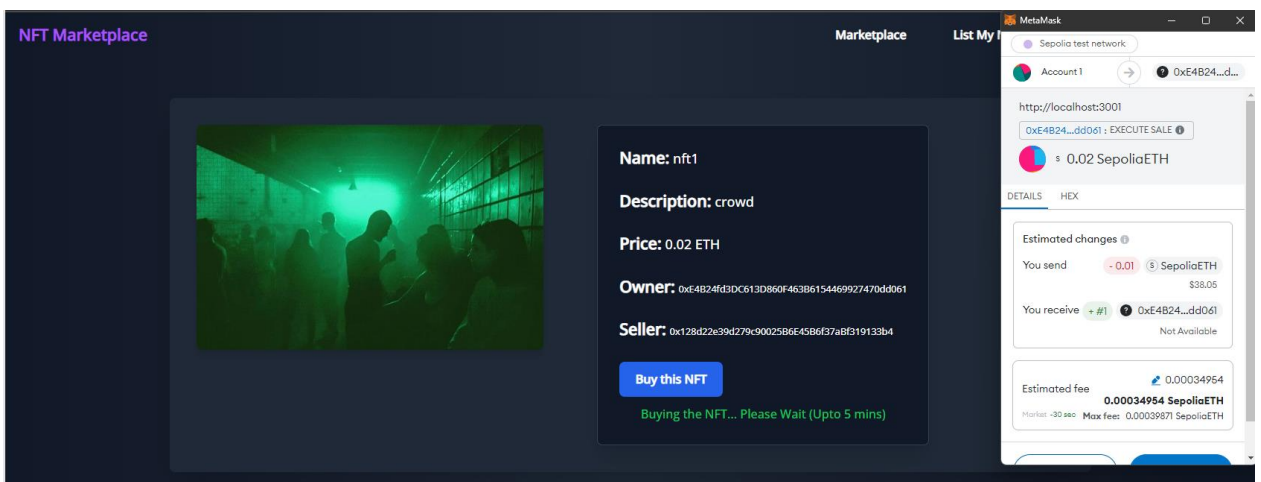 NFT Marketplace
Marketplace
List My N
Name: nft1
Description: crowd
Price: 0.02 ETH
Owner: 0xE4B24fd3DC613D860F463B6154469927470dd061
Seller: 0x128d22e39d279c90025B6E45B6f37aBf319133b4
Buy this NFT
Buying the NFT... Please Wait (Upto 5 mins)
MetaMask
Sepolia test network
Account 1
0xE4B24...d...
http://localhost:3001
0xE4B24...dd061 : EXECUTE SALE
S 0.02 SepoliaETH
DETAILS HEX
Estimated changes
You send - 0.01 S SepoliaETH
$38.05
You receive + #1 ? 0xE4B24...dd061
Not Available
Estimated fee
0.00034954
0.00034954 SepoliaETH
Market ~30 sec Max fee: 0.00039871 SepoliaETH